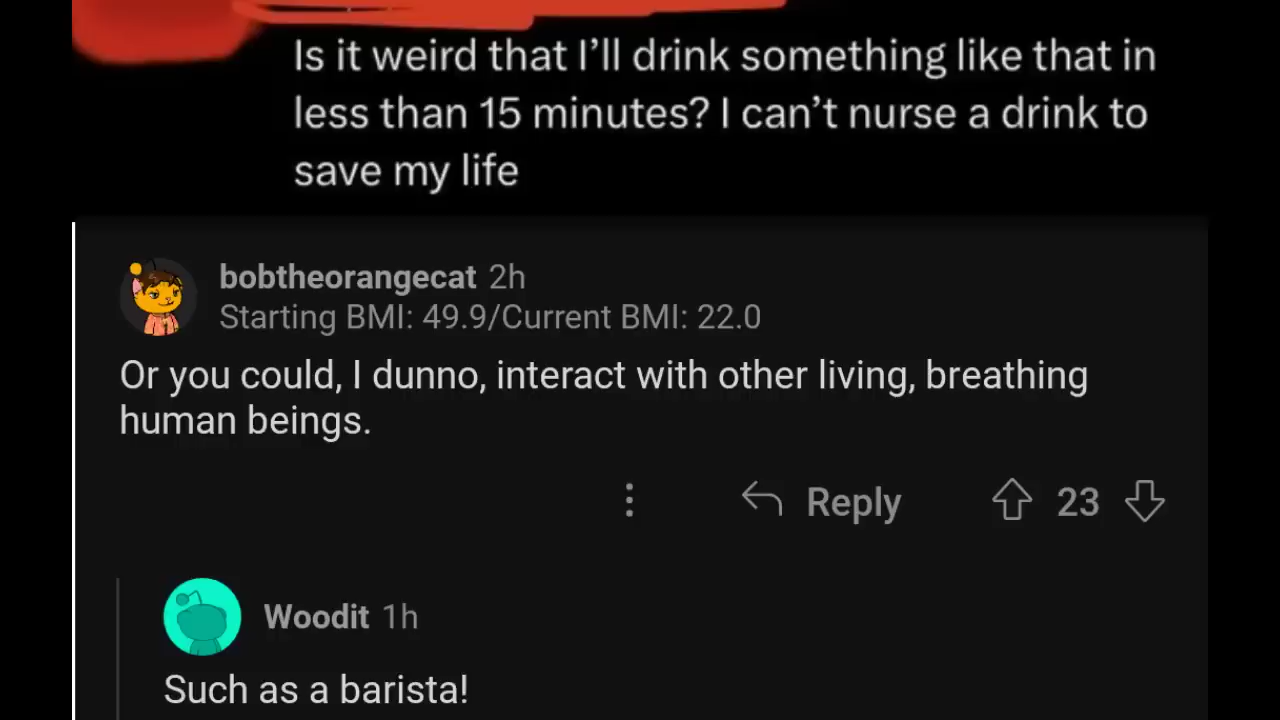 Is it weird that I’ll drink something like that in
less than 15 minutes? I can’t nurse a drink to
save my life
bobtheorangecat 2h
Starting BMI: 49.9/Current BMI: 22.0
Or you could, I dunno, interact with other living, breathing
human beings.
Reply 23
Woodit 1h
Such as a barista!